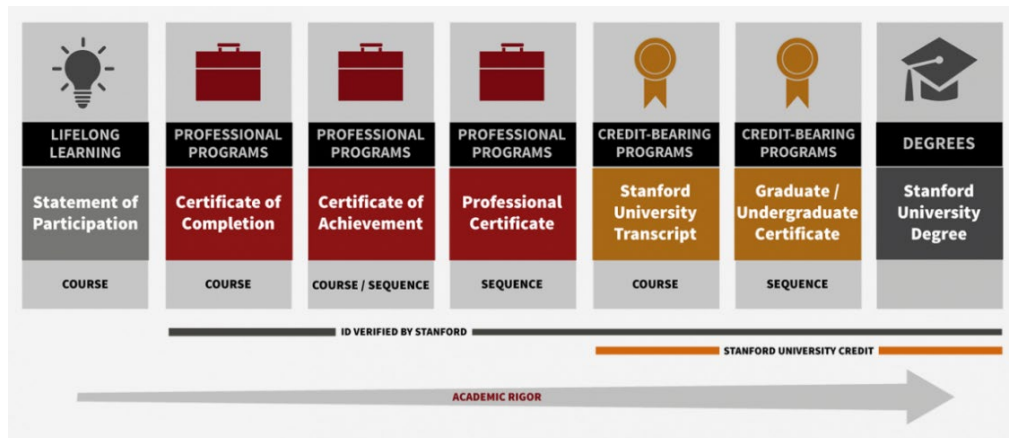 LIFELONG
LEARNING
Statement of
Participation
COURSE
PROFESSIONAL
PROGRAMS
Certificate of
Completion
COURSE
PROFESSIONAL
PROGRAMS
Certificate of
Achievement
COURSE / SEQUENCE
PROFESSIONAL
PROGRAMS
Professional
Certificate
SEQUENCE
CREDIT-BEARING
PROGRAMS
Stanford
University
Transcript
COURSE
CREDIT-BEARING
PROGRAMS
Graduate /
Undergraduate
Certificate
SEQUENCE
DEGREES
Stanford
University
Degree
ID VERIFIED BY STANFORD
STANFORD UNIVERSITY CREDIT
ACADEMIC RIGOR